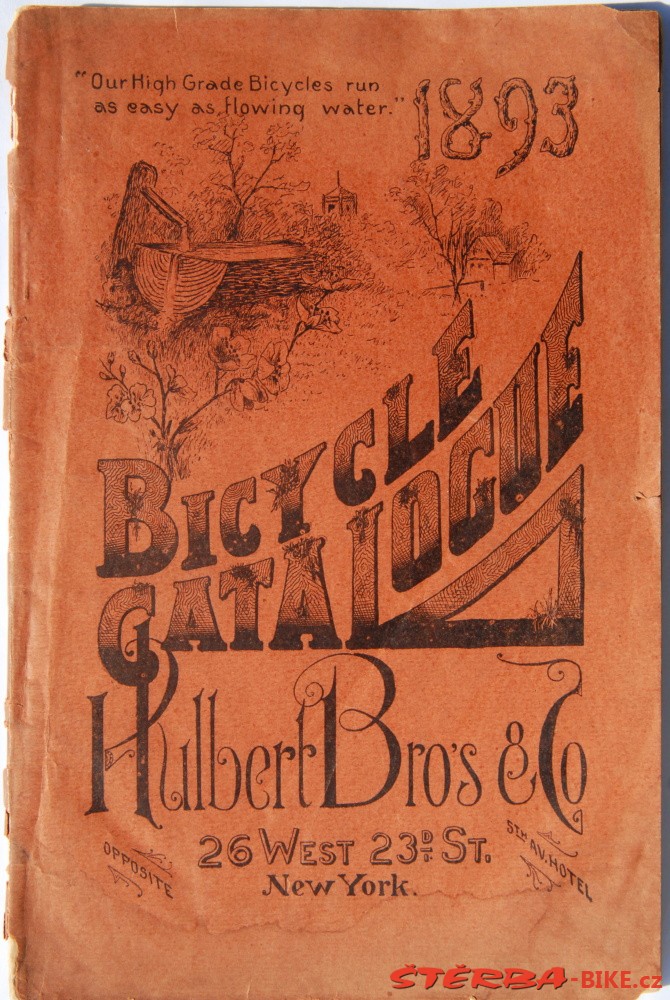 "Our High Grade Bicycles run
as easy as flowing water."
1893
BICYCLE
CATALOGUE
Hulbert Bro's & Co
26 WEST 23D ST.
OPPOSITE
5TH AV. HOTEL
New York.
ŠTĚRBA-BIKE.cz